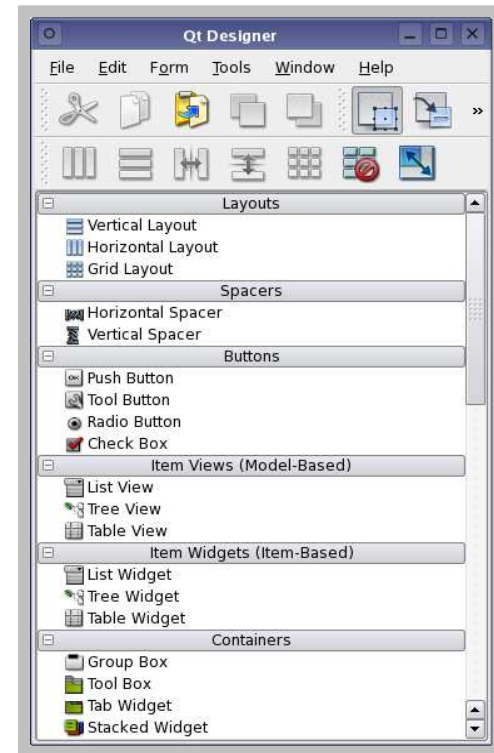 Qt Designer
File Edit Form Tools Window Help
»
Layouts
Vertical Layout
Horizontal Layout
Grid Layout
Spacers
Horizontal Spacer
Vertical Spacer
Buttons
Push Button
Tool Button
Radio Button
Check Box
Item Views (Model-Based)
List View
Tree View
Table View
Item Widgets (Item-Based)
List Widget
Tree Widget
Table Widget
Containers
Group Box
Tool Box
Tab Widget
Stacked Widget